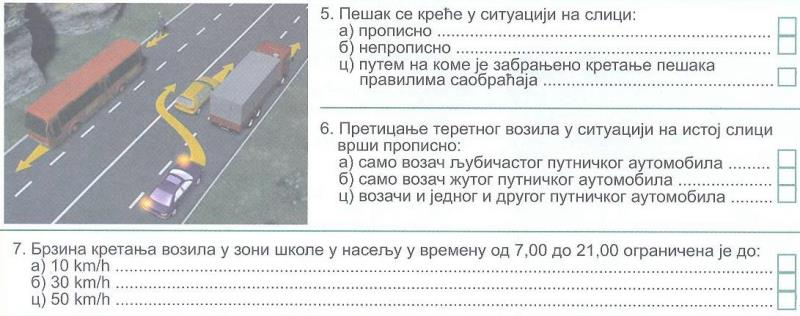 5. Пешак се креће у ситуацији на слици:
а) прописно
б) непрописно
ц) путем на коме је забрањено кретање пешака
правилима саобраћаја
6. Претицање теретног возила у ситуацији на истој слици
врши прописно:
а) само возач љубичастог путничког аутомобила
б) само возач жутог путничког аутомобила
ц) возачи и једног и другог путничког аутомобила
7. Брзина кретања возила у зони школе у насељу у времену од 7,00 до 21,00 ограничена је до:
а) 10 km/h
б) 30 km/h
ц) 50 km/h